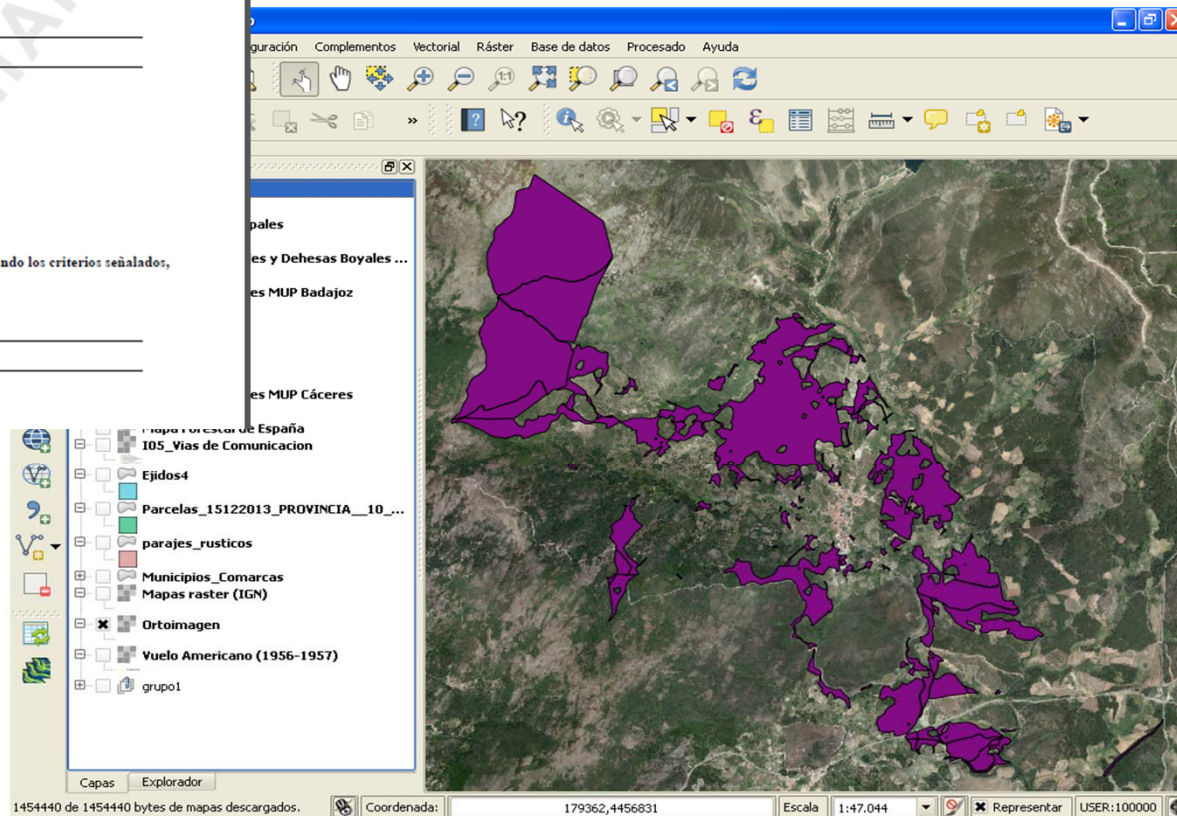 guración Complementos Vectorial Ráster Base de datos Procesado Ayuda
ndo los criterios señalados,
pales
es y Dehesas Boyales ...
es MUP Badajoz
es MUP Cáceres
Mapa Forestal de España
I05_Vias de Comunicacion
Ejidos4
Parcelas_15122013_PROVINCIA__10_...
parajes_rusticos
Municipios_Comarcas
Mapas raster (IGN)
Ortoimagen
Vuelo Americano (1956-1957)
grupo1
Capas Explorador
1454440 de 1454440 bytes de mapas descargados. Coordenada: 179362,4456831 Escala 1:47.044 Representar USER:100000